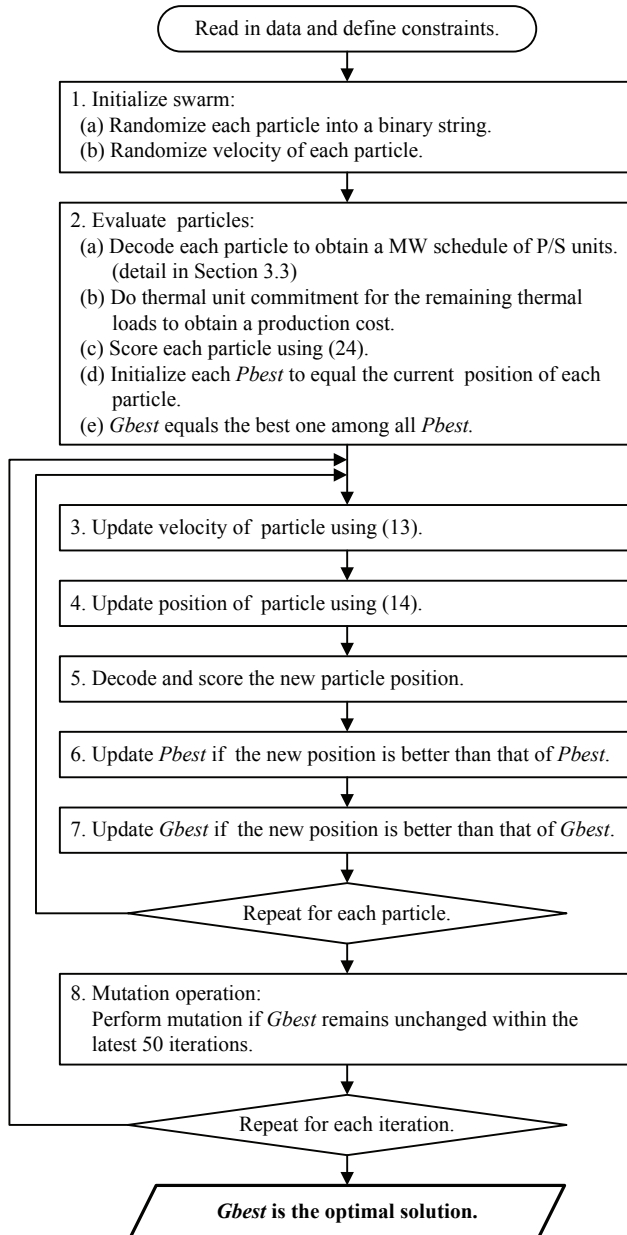 Read in data and define constraints.
1. Initialize swarm:
(a) Randomize each particle into a binary string.
(b) Randomize velocity of each particle.
2. Evaluate particles:
(a) Decode each particle to obtain a MW schedule of P/S units.
(detail in Section 3.3)
(b) Do thermal unit commitment for the remaining thermal
loads to obtain a production cost.
(c) Score each particle using (24).
(d) Initialize each Pbest to equal the current position of each
particle.
(e) Gbest equals the best one among all Pbest.
3. Update velocity of particle using (13).
4. Update position of particle using (14).
5. Decode and score the new particle position.
6. Update Pbest if the new position is better than that of Pbest.
7. Update Gbest if the new position is better than that of Gbest.
Repeat for each particle.
8. Mutation operation:
Perform mutation if Gbest remains unchanged within the
latest 50 iterations.
Repeat for each iteration.
Gbest is the optimal solution.